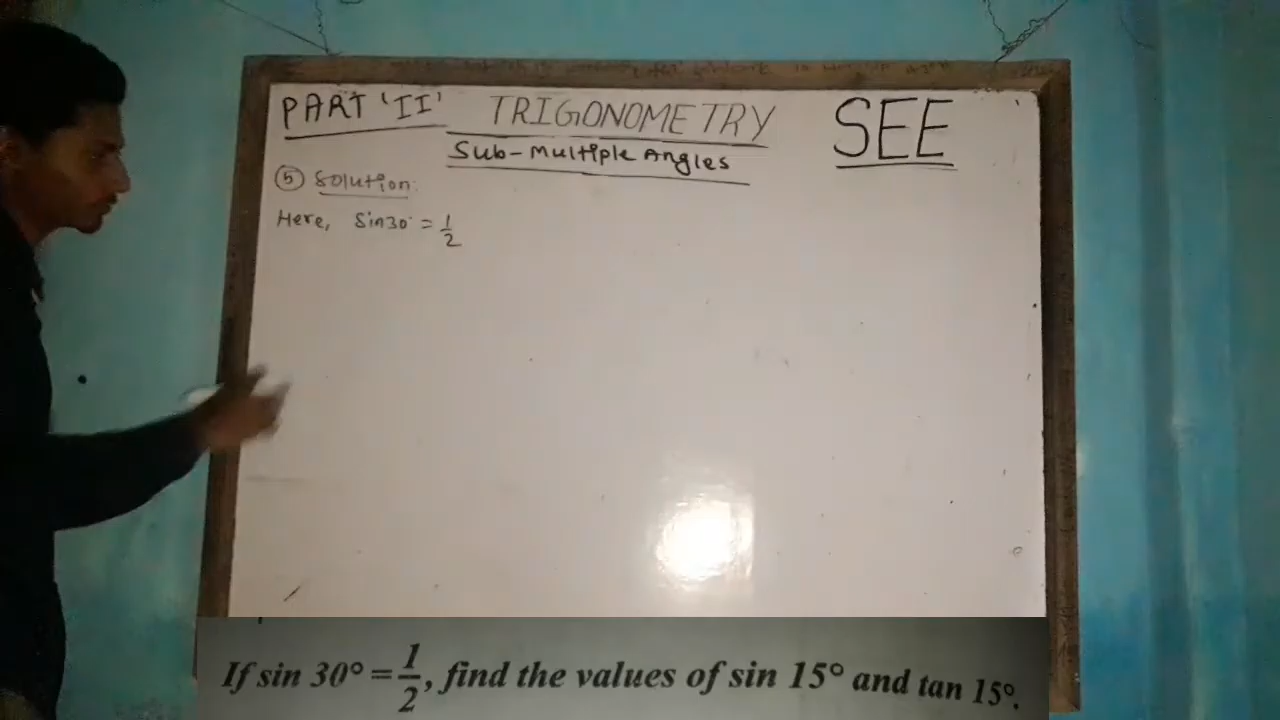 PART 'II' TRIGONOMETRY SEE
Sub-Multiple Angles
⑤ Solution:
Here, Sin30° = 1/2
If sin 30° = 1/2, find the values of sin 15° and tan 15°.